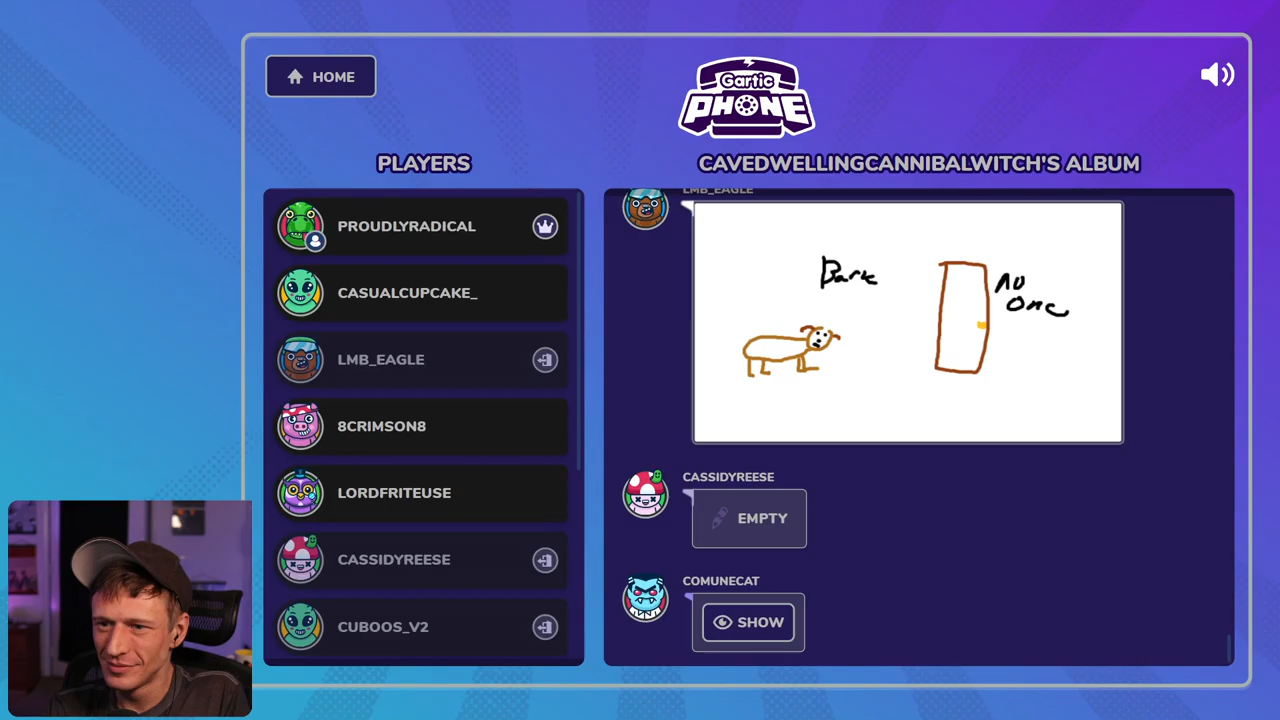 HOME
Gartic
PHONE
PLAYERS
PROUDLYRADICAL
CASUALCUPCAKE_
LMB_EAGLE
8CRIMSON8
LORDFRITEUSE
CASSIDYREESE
CUBOOS_V2
CAVEDWELLINGCANNIBALWITCH'S ALBUM
LMB_EAGLE
Bark
No
One
CASSIDYREESE
EMPTY
COMUNECAT
SHOW